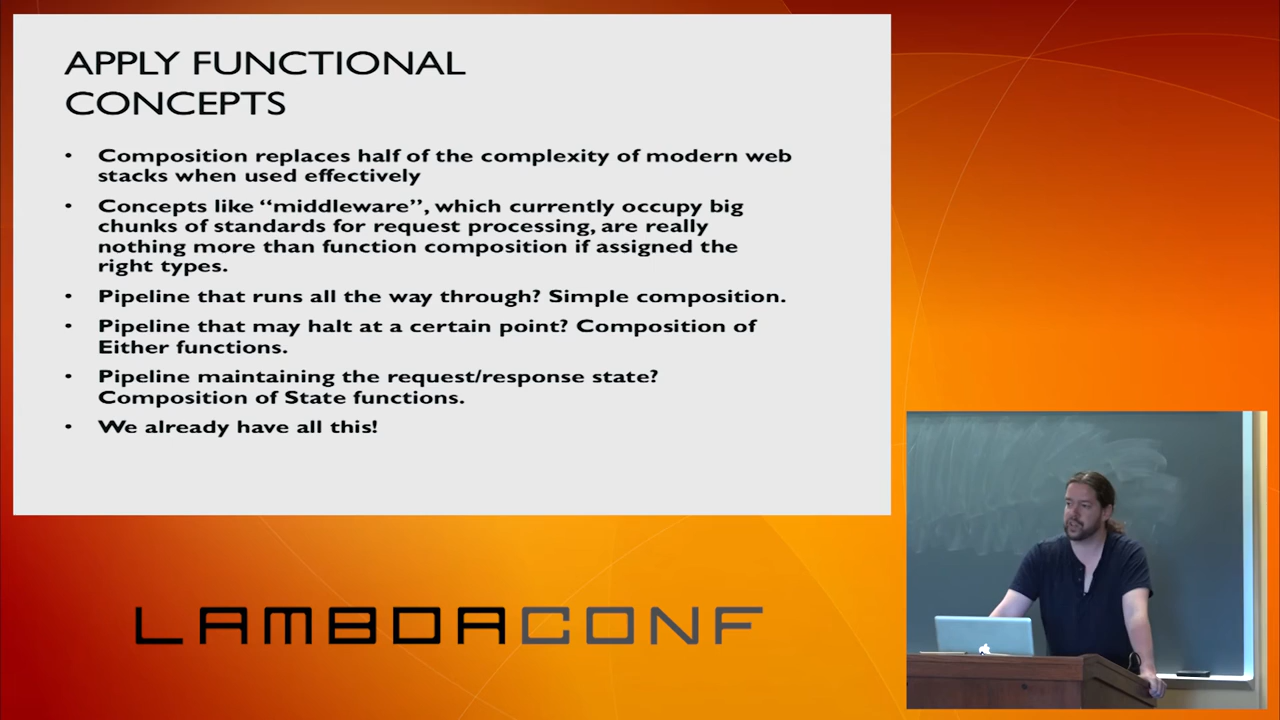 APPLY FUNCTIONAL
CONCEPTS
• Composition replaces half of the complexity of modern web
stacks when used effectively
• Concepts like “middleware”, which currently occupy big
chunks of standards for request processing, are really
nothing more than function composition if assigned the
right types.
• Pipeline that runs all the way through? Simple composition.
• Pipeline that may halt at a certain point? Composition of
Either functions.
• Pipeline maintaining the request/response state?
Composition of State functions.
• We already have all this!
LAMBDACONF